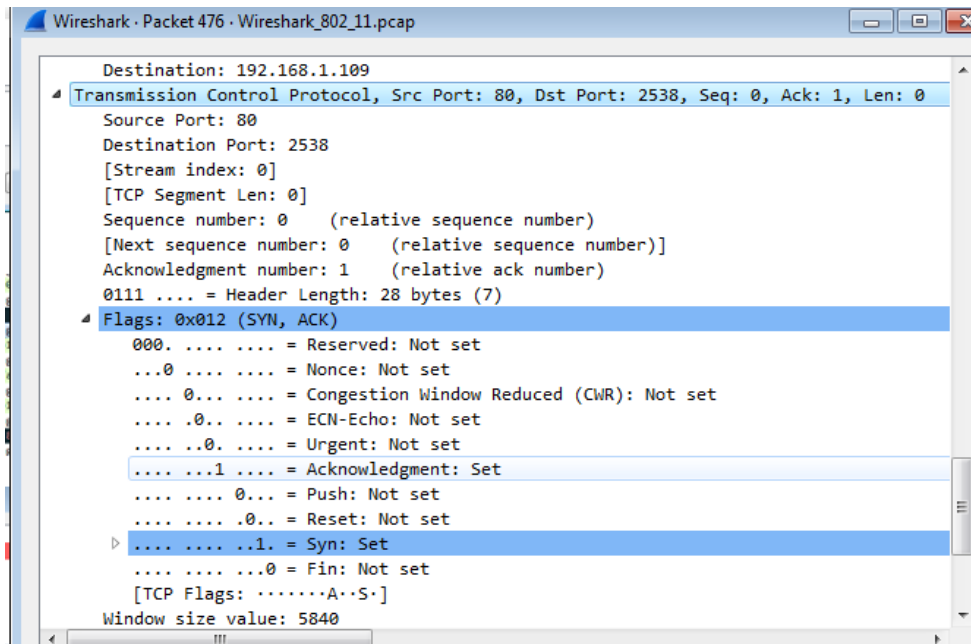 Wireshark · Packet 476 · Wireshark_802_11.pcap
Destination: 192.168.1.109
Transmission Control Protocol, Src Port: 80, Dst Port: 2538, Seq: 0, Ack: 1, Len: 0
Source Port: 80
Destination Port: 2538
[Stream index: 0]
[TCP Segment Len: 0]
Sequence number: 0    (relative sequence number)
[Next sequence number: 0    (relative sequence number)]
Acknowledgment number: 1    (relative ack number)
0111 .... = Header Length: 28 bytes (7)
Flags: 0x012 (SYN, ACK)
000. .... .... = Reserved: Not set
...0 .... .... = Nonce: Not set
.... 0... .... = Congestion Window Reduced (CWR): Not set
.... .0.. .... = ECN-Echo: Not set
.... ..0. .... = Urgent: Not set
.... ...1 .... = Acknowledgment: Set
.... .... 0... = Push: Not set
.... .... .0.. = Reset: Not set
.... .... ..1. = Syn: Set
.... .... ...0 = Fin: Not set
[TCP Flags: ·······A··S·]
Window size value: 5840